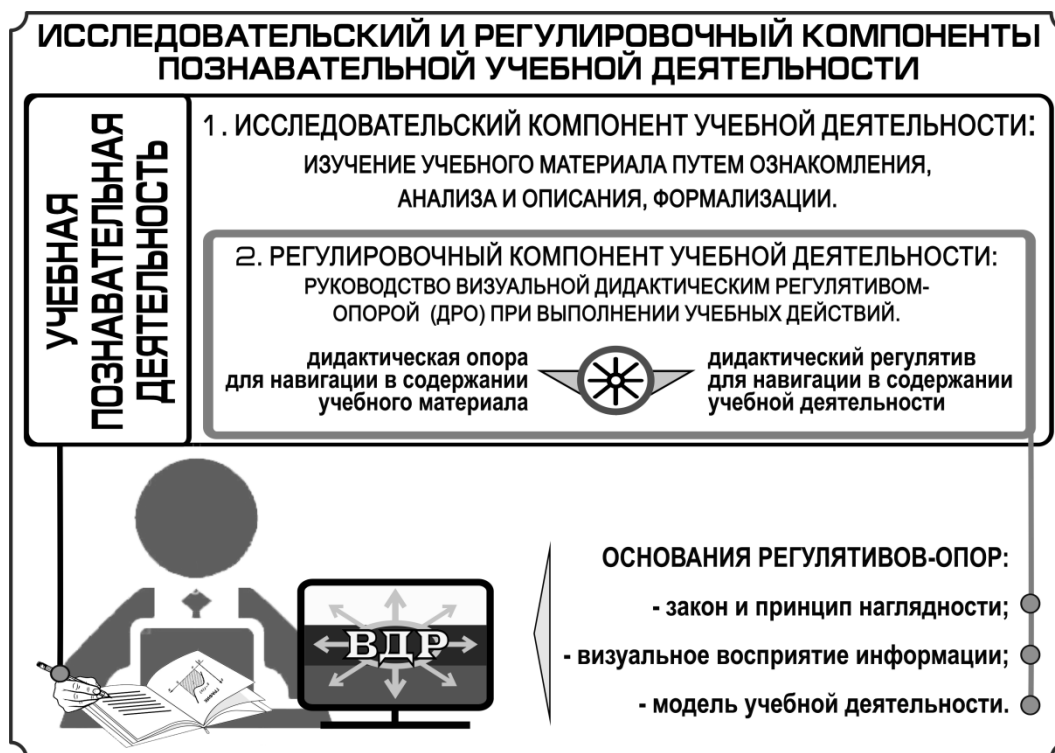 ИССЛЕДОВАТЕЛЬСКИЙ И РЕГУЛИРОВОЧНЫЙ КОМПОНЕНТЫ
ПОЗНАВАТЕЛЬНОЙ УЧЕБНОЙ ДЕЯТЕЛЬНОСТИ
УЧЕБНАЯ
ПОЗНАВАТЕЛЬНАЯ
ДЕЯТЕЛЬНОСТЬ
1. ИССЛЕДОВАТЕЛЬСКИЙ КОМПОНЕНТ УЧЕБНОЙ ДЕЯТЕЛЬНОСТИ:
ИЗУЧЕНИЕ УЧЕБНОГО МАТЕРИАЛА ПУТЕМ ОЗНАКОМЛЕНИЯ,
АНАЛИЗА И ОПИСАНИЯ, ФОРМАЛИЗАЦИИ.
2. РЕГУЛИРОВОЧНЫЙ КОМПОНЕНТ УЧЕБНОЙ ДЕЯТЕЛЬНОСТИ:
РУКОВОДСТВО ВИЗУАЛЬНОЙ ДИДАКТИЧЕСКИМ РЕГУЛЯТИВОМ-
ОПОРОЙ (ДРО) ПРИ ВЫПОЛНЕНИИ УЧЕБНЫХ ДЕЙСТВИЙ.
дидактическая опора
для навигации в содержании
учебного материала
дидактический регулятив
для навигации в содержании
учебной деятельности
ВДР
ОСНОВАНИЯ РЕГУЛЯТИВОВ-ОПОР:
- закон и принцип наглядности;
- визуальное восприятие информации;
- модель учебной деятельности.